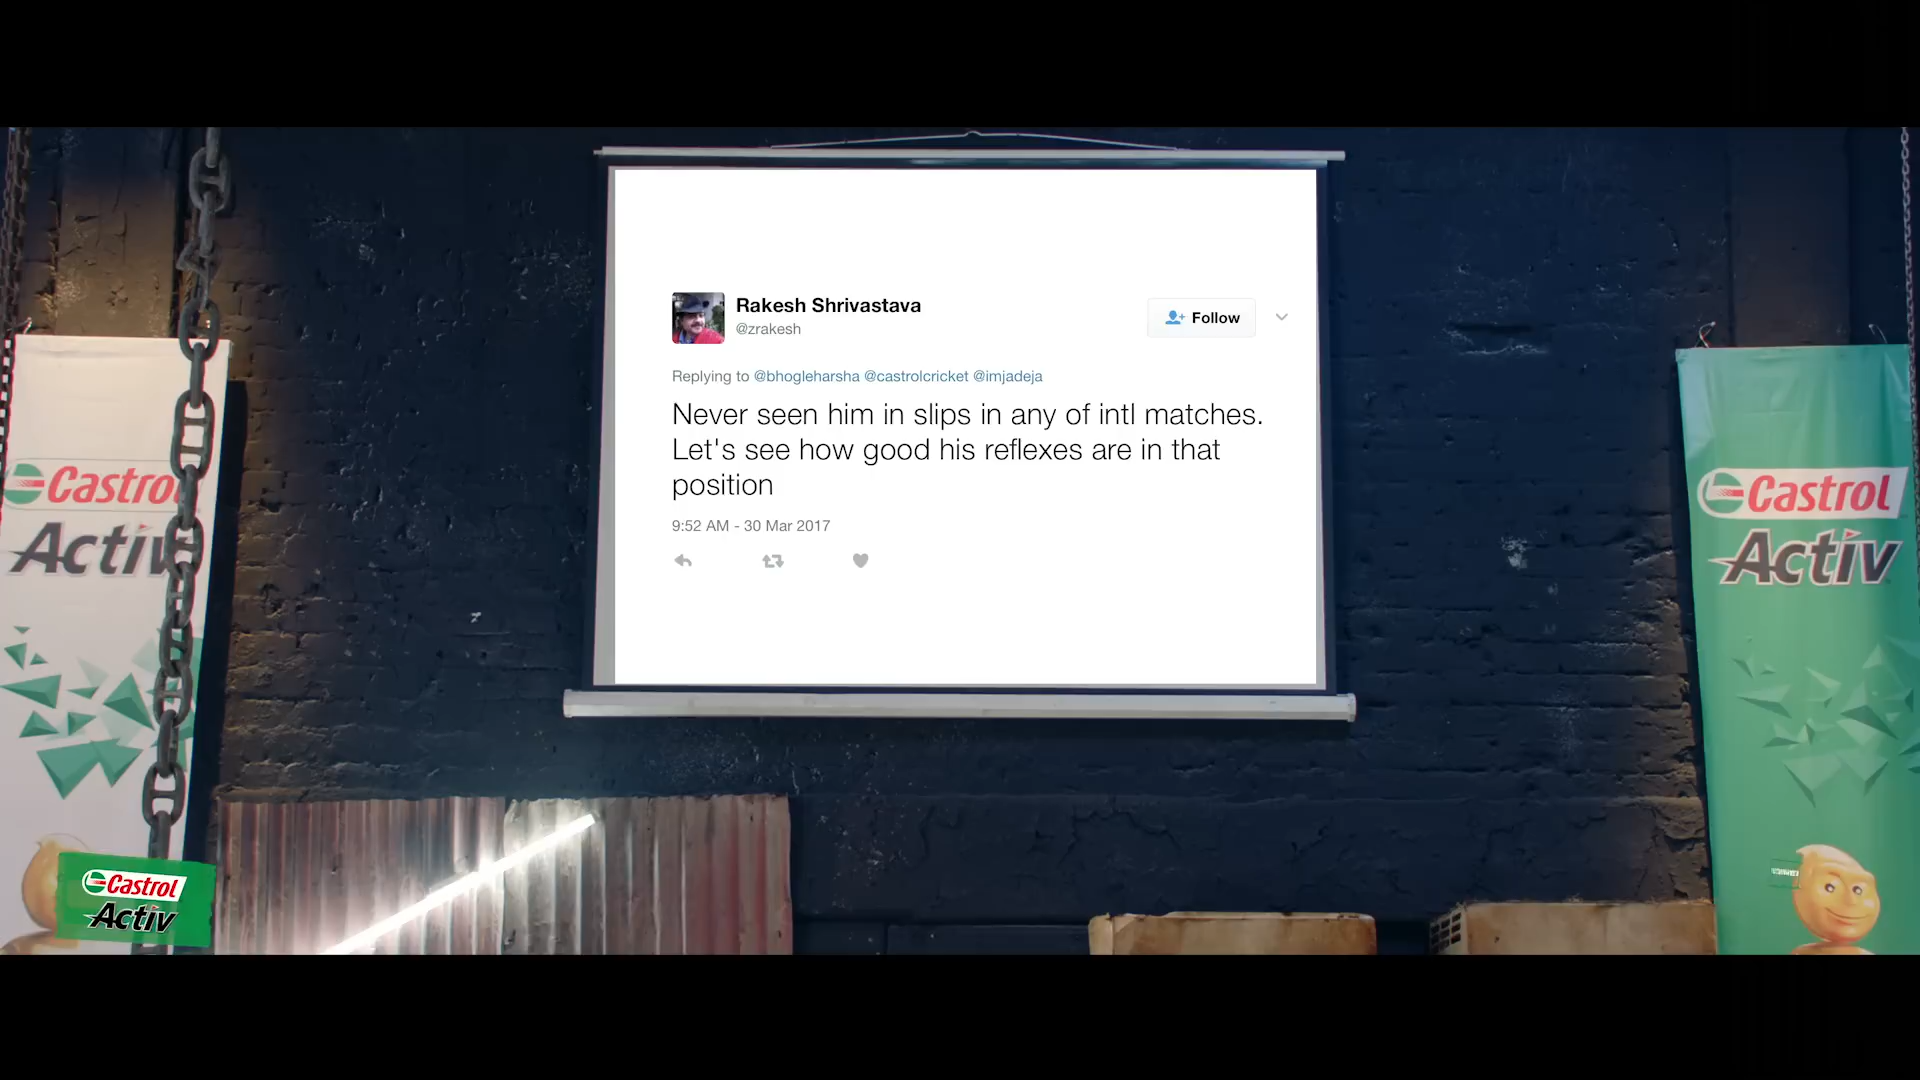 Rakesh Shrivastava
@zrakesh
Follow
Replying to @bhogleharsha @castrolcricket @imjadeja
Never seen him in slips in any of intl matches.
Let's see how good his reflexes are in that
position
9:52 AM - 30 Mar 2017
Castrol
Activ
Castrol
Activ
Castrol
Activ